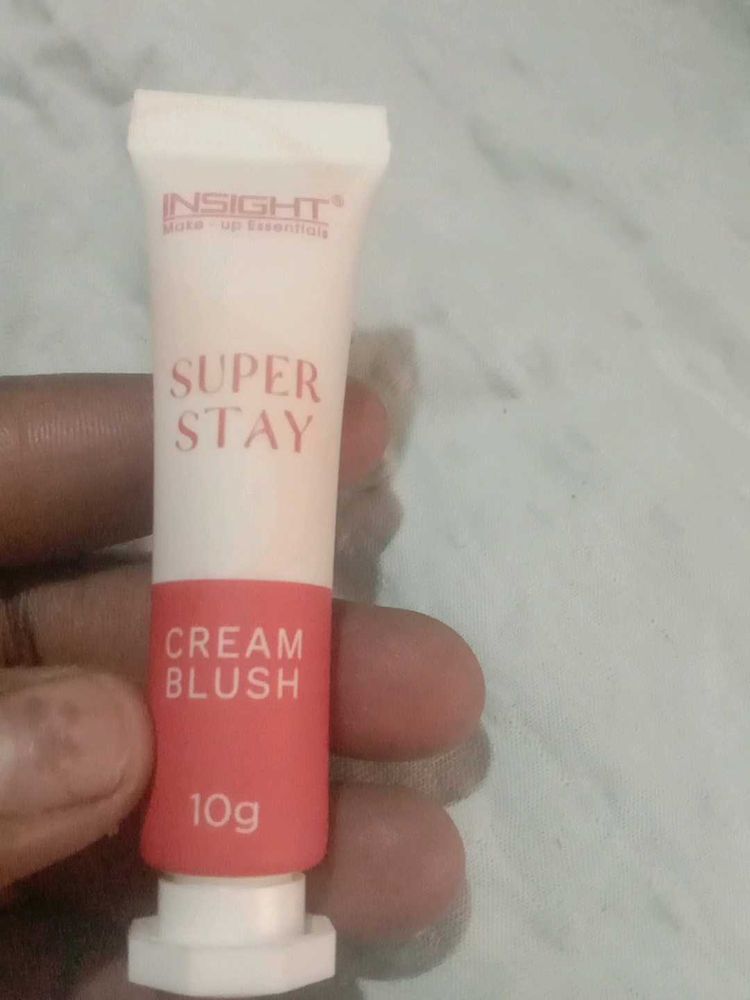 INSIGHT®
Make - up Essentials
SUPER
STAY
CREAM
BLUSH
10g